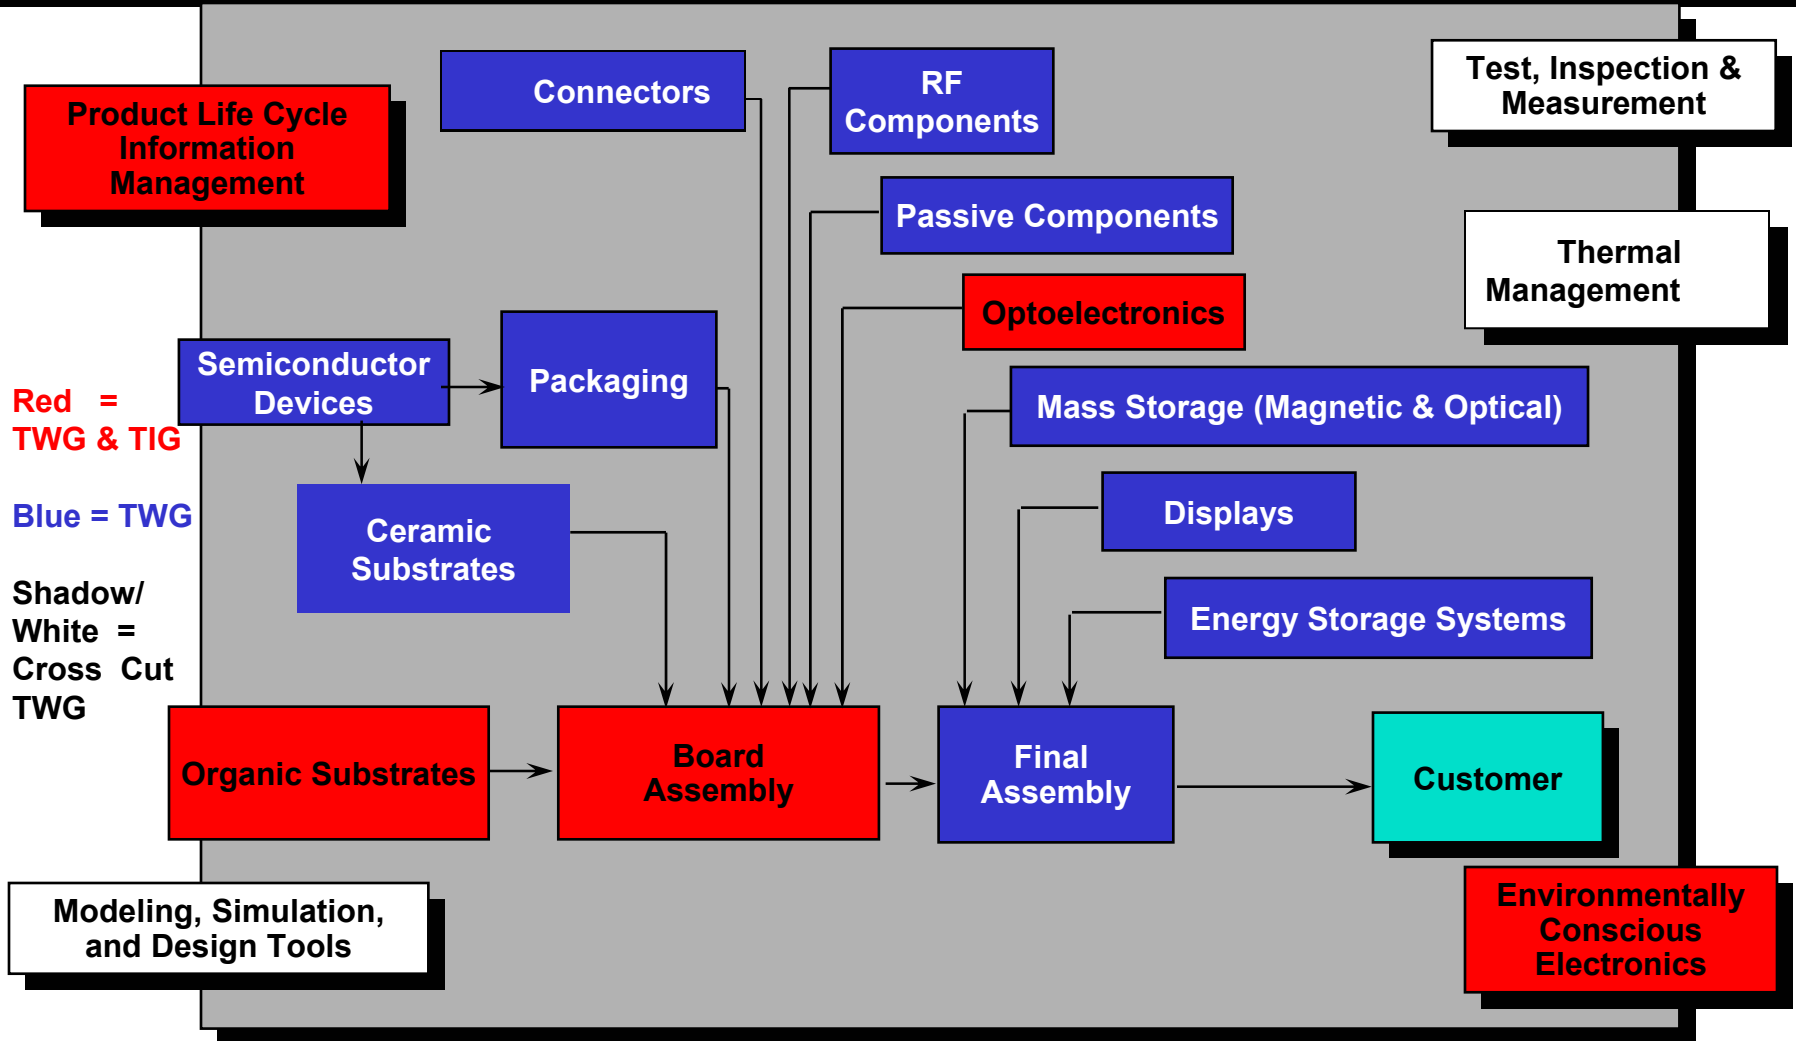 Connectors
RF
Components
Test, Inspection &
Measurement
Product Life Cycle
Information
Management
Passive Components
Thermal
Management
Optoelectronics
Semiconductor
Devices
Packaging
Mass Storage (Magnetic & Optical)
Red =
TWG & TIG
Blue = TWG
Ceramic
Substrates
Displays
Shadow/
White =
Cross Cut
TWG
Energy Storage Systems
Organic Substrates
Board
Assembly
Final
Assembly
Customer
Modeling, Simulation,
and Design Tools
Environmentally
Conscious
Electronics